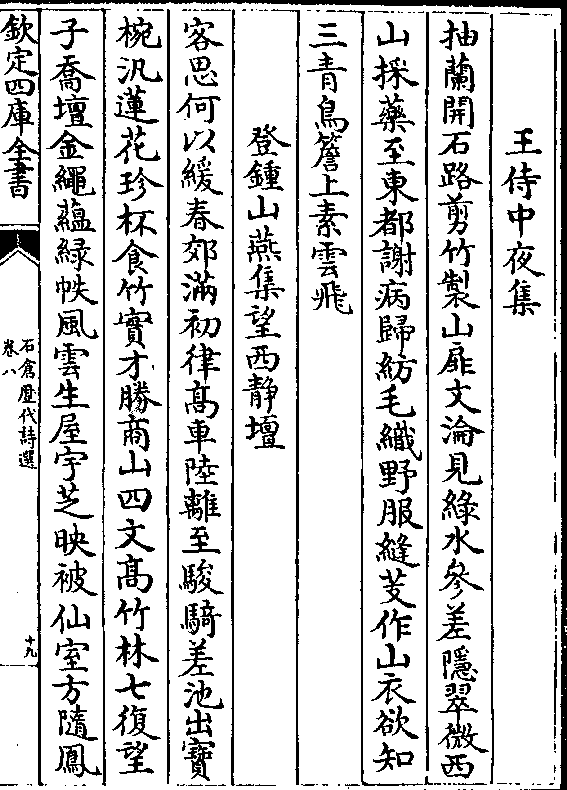 王侍中夜集
抽蘭開石路剪竹製山扉文淪見綠水參差隱翠微西
山採藥至東都謝病歸紡毛織野服縫芰作山衣欲知
三青鳥簷上素雲飛
登鍾山燕集望西静壇
客思何以緩春郊滿初律髙車陸離至駿騎差池出寶
椀汎蓮花珍杯食竹實才勝商山四文髙竹林七復望
子喬壇金繩藴緑帙風雲生屋宇芝映被仙室方隨鳳
欽定四庫全書
石倉歴代詩選
卷八
十九